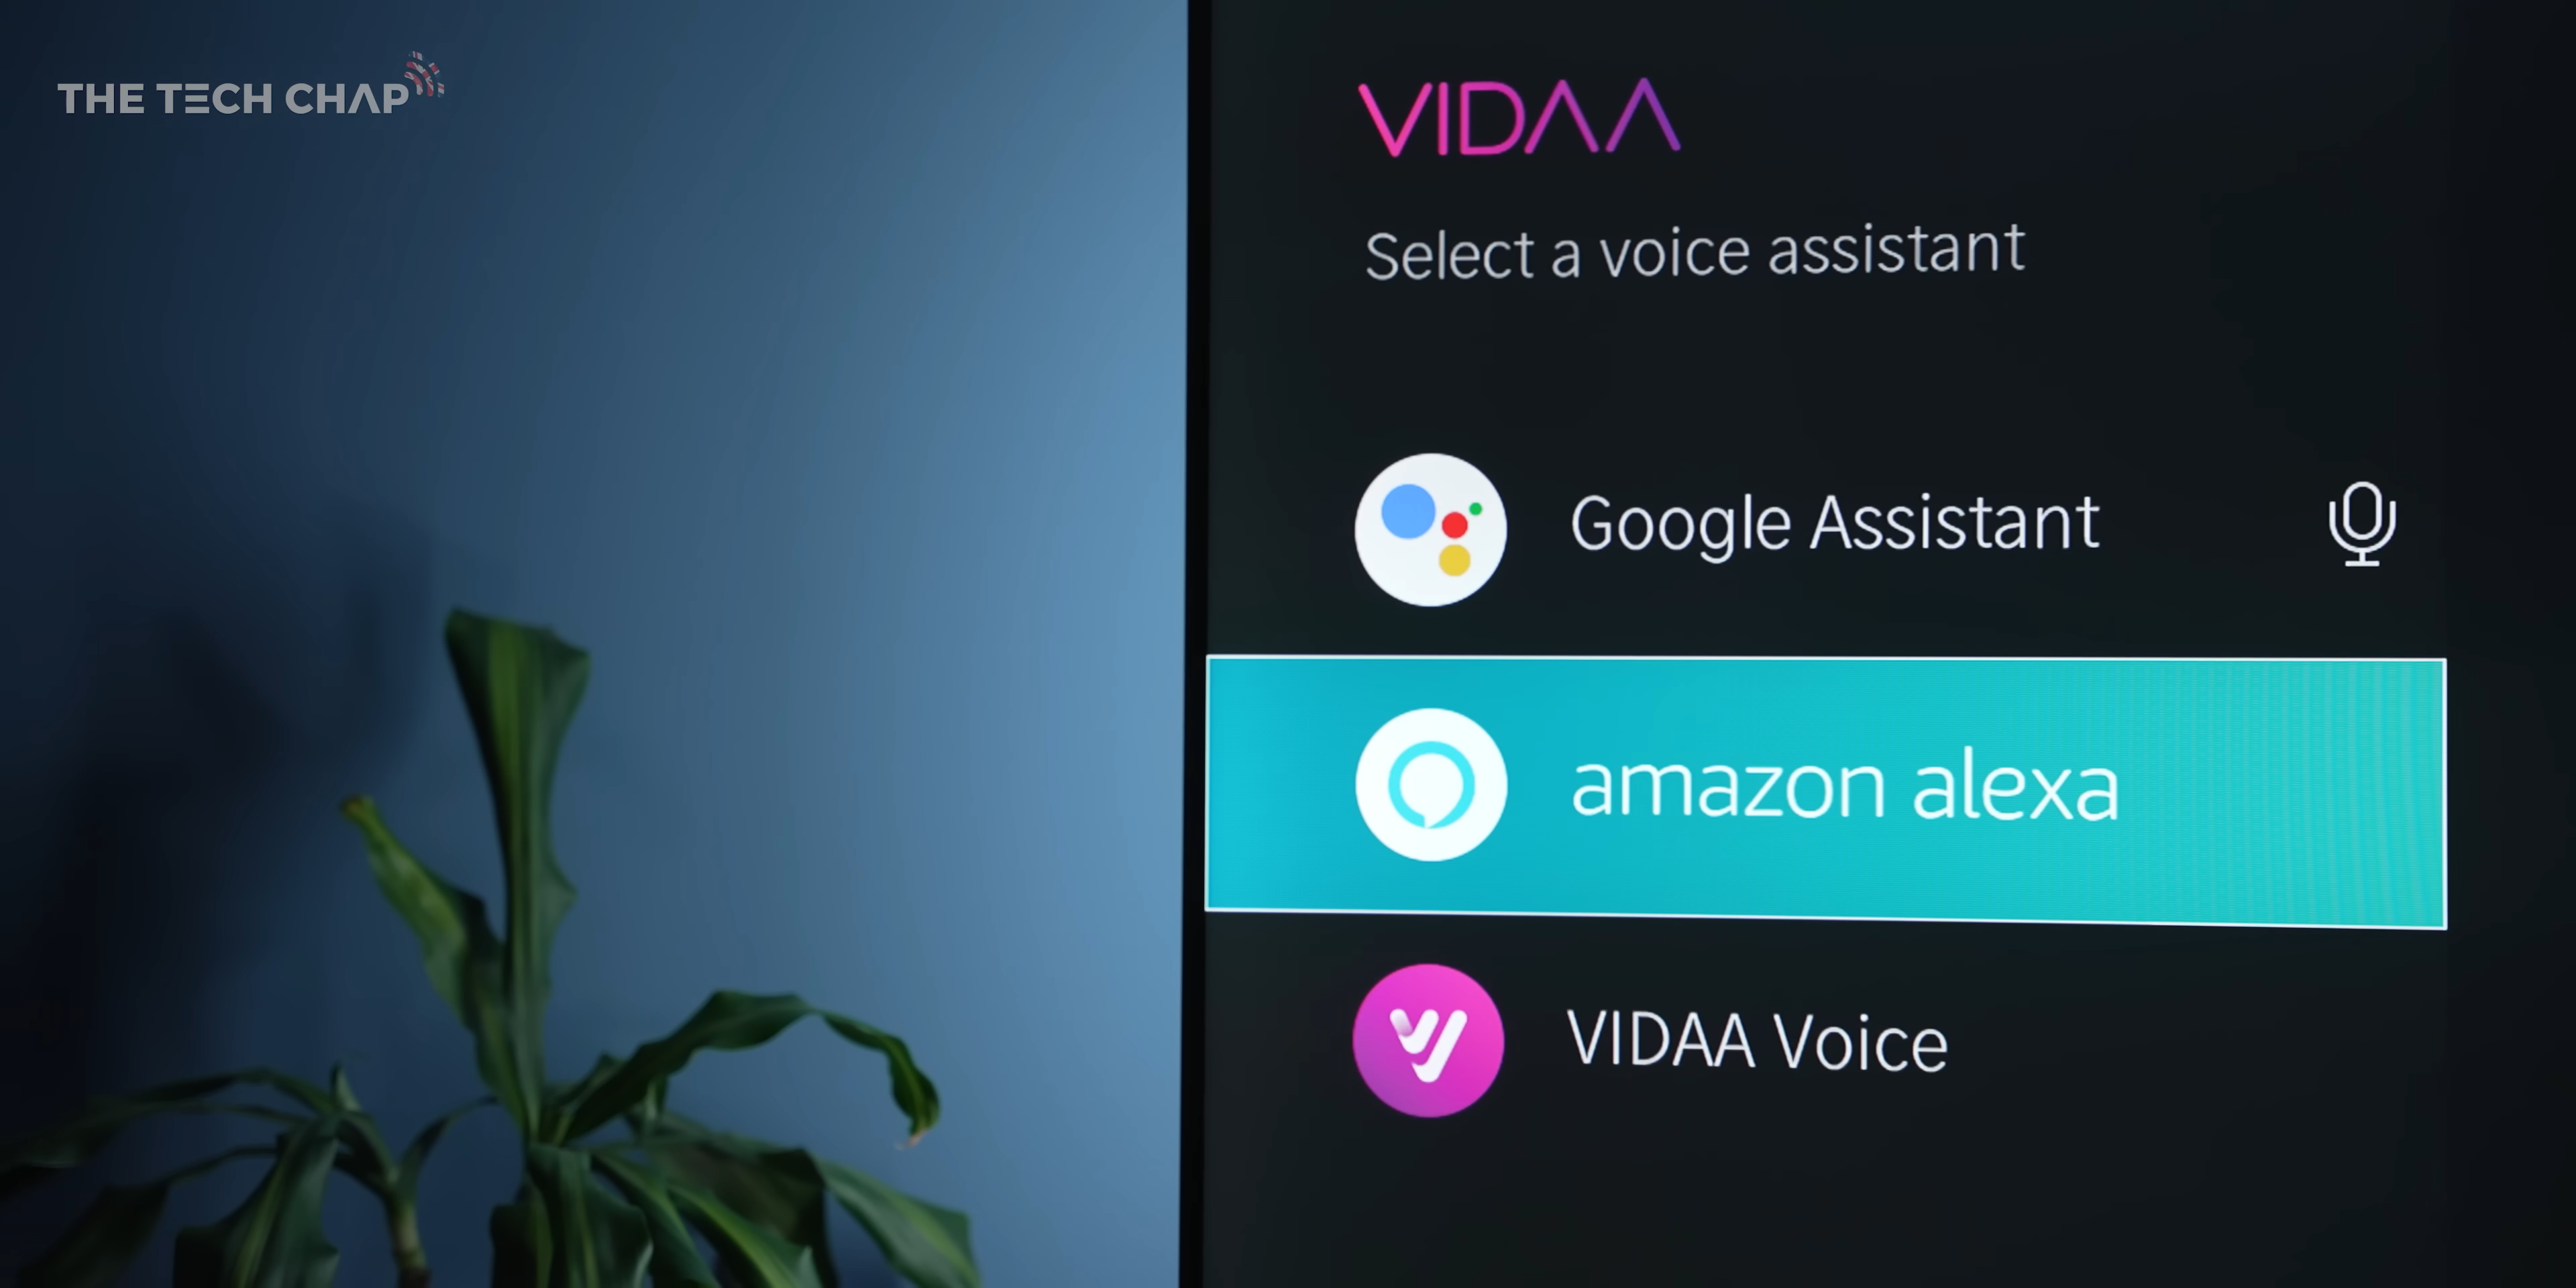 THE TECH CHAP
VIDAA
Select a voice assistant
Google Assistant
amazon alexa
VIDAA Voice